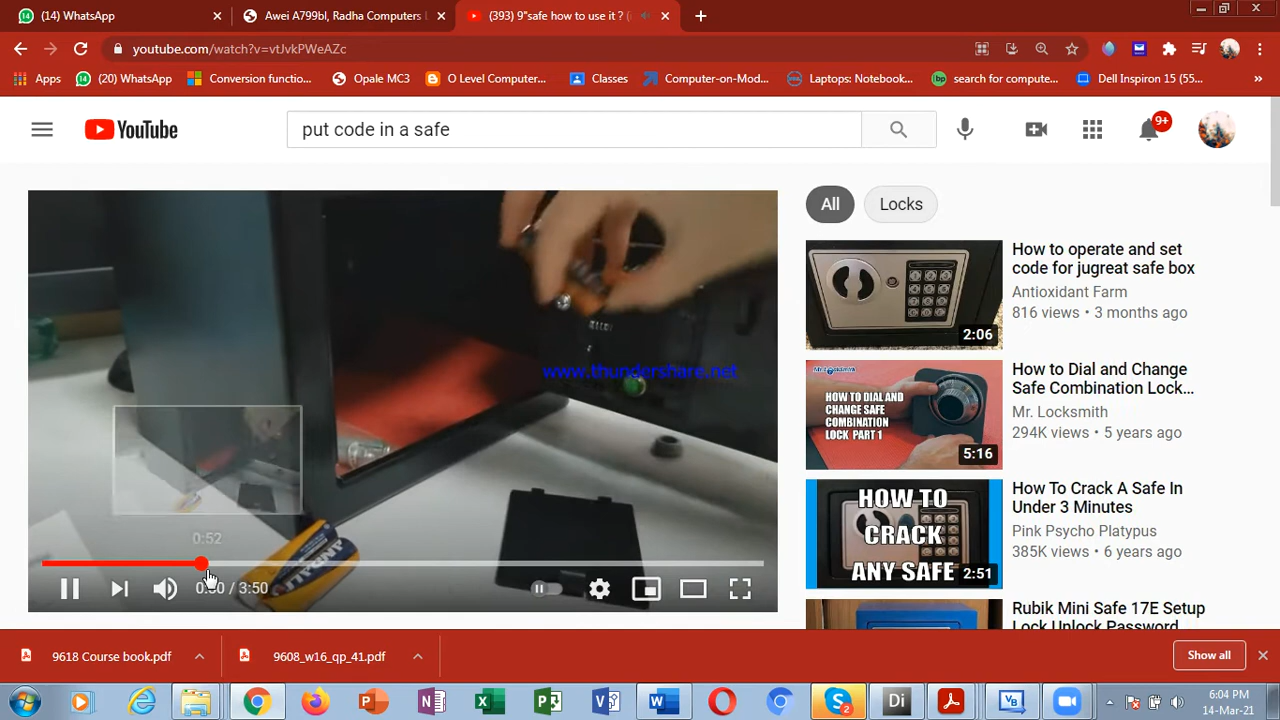 (14) WhatsApp
Awei A799bl, Radha Computers L
(393) 9"safe how to use it ? (i
youtube.com/watch?v=vtJvkPWeAZc
Apps
(20) WhatsApp
Conversion functio...
Opale MC3
O Level Computer...
Classes
Computer-on-Mod...
Laptops: Notebook...
search for compute...
Dell Inspiron 15 (55...
YouTube
put code in a safe
9+
All
Locks
www.thundershare.net
0:52
/ 3:50
How to operate and set
code for jugreat safe box
Antioxidant Farm
816 views • 3 months ago
2:06
How to Dial and Change
Safe Combination Lock...
Mr. Locksmith
294K views • 5 years ago
HOW TO DIAL AND
CHANGE SAFE
COMBINATION
LOCK PART 1
5:16
How To Crack A Safe In
Under 3 Minutes
Pink Psycho Platypus
385K views • 6 years ago
HOW TO
CRACK
ANY SAFE
2:51
Rubik Mini Safe 17E Setup
Lock Unlock Password
9618 Course book.pdf
9608_w16_qp_41.pdf
Show all
6:04 PM
14-Mar-21